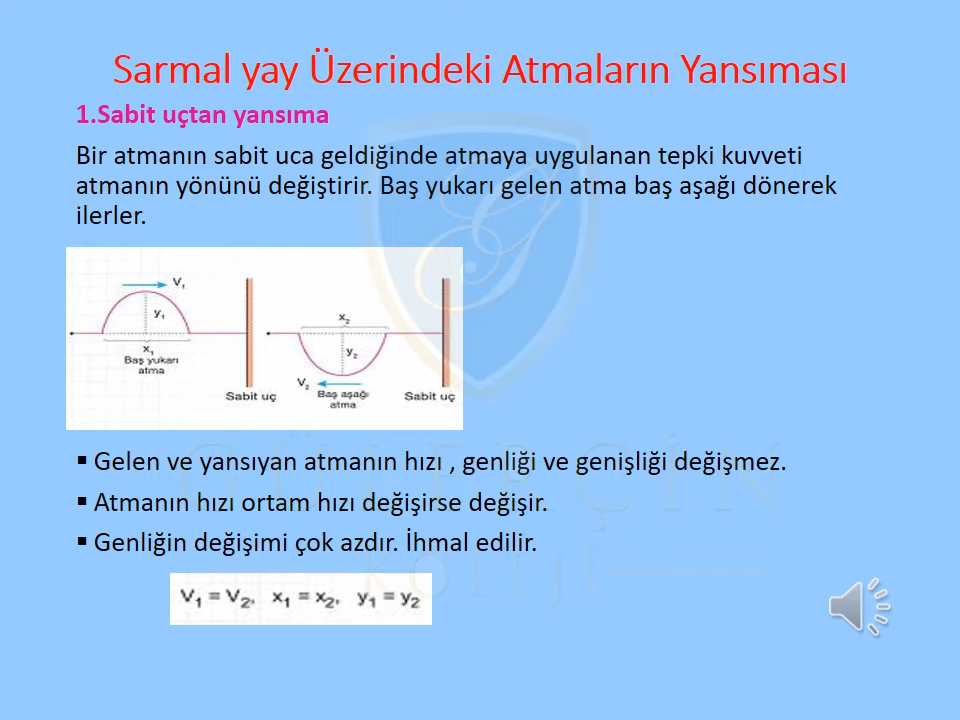 Sarmal yay Üzerindeki Atmaların Yansıması
1.Sabit uçtan yansıma
Bir atmanın sabit uca geldiğinde atmaya uygulanan tepki kuvveti
atmanın yönünü değiştirir. Baş yukarı gelen atma baş aşağı dönerek
ilerler.
V₁
y₁
x₁
Baş yukarı
atma
Sabit uç
x₂
y₂
V₂
Baş aşağı
atma
Sabit uç
▪ Gelen ve yansıyan atmanın hızı , genliği ve genişliği değişmez.
▪ Atmanın hızı ortam hızı değişirse değişir.
▪ Genliğin değişimi çok azdır. İhmal edilir.
V₁ = V₂, x₁ = x₂, y₁ = y₂